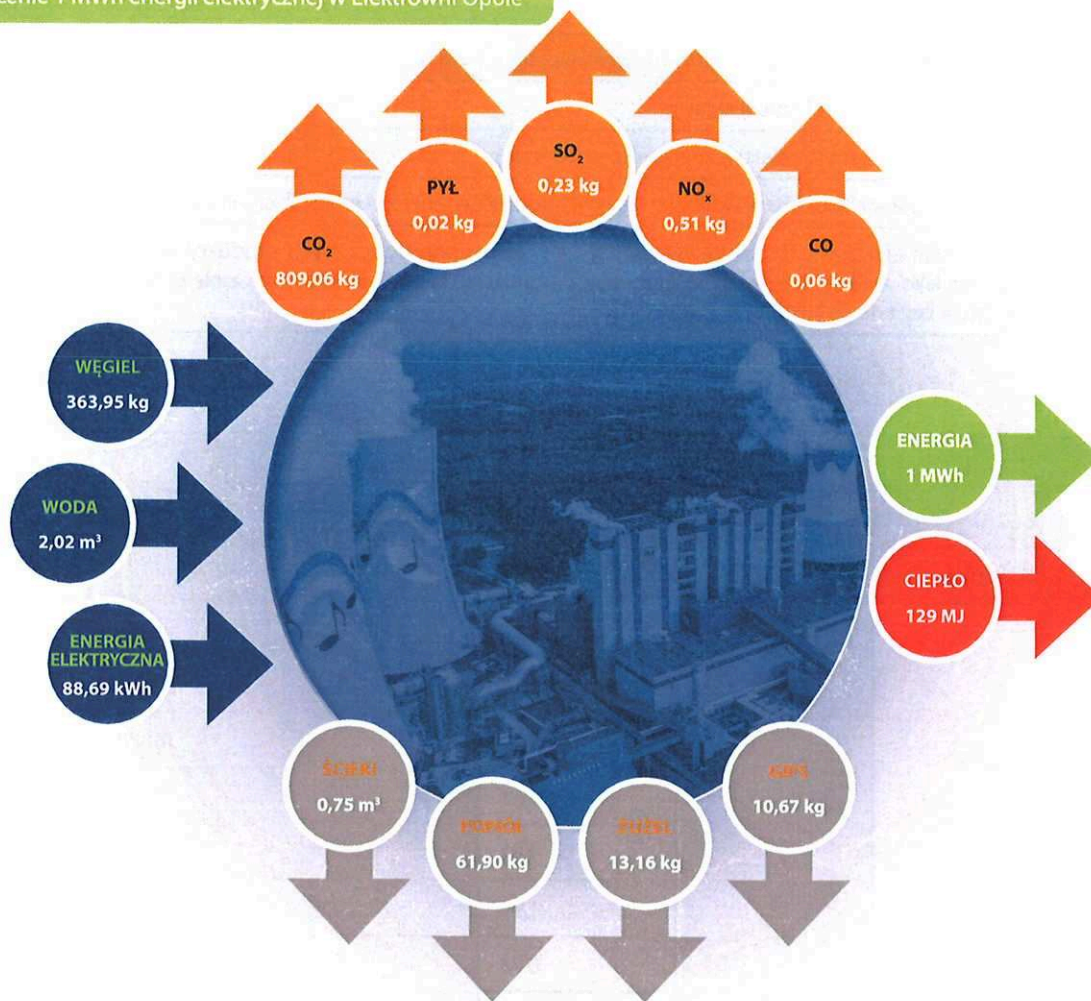 1 MWh energii elektrycznej w Elektrowni Opole
SO₂
0,23 kg
PYŁ
0,02 kg
NOₓ
0,51 kg
CO₂
809,06 kg
CO
0,06 kg
WĘGIEL
363,95 kg
WODA
2,02 m³
ENERGIA
ELEKTRYCZNA
88,69 kWh
ENERGIA
1 MWh
CIEPŁO
129 MJ
ŚCIEKI
0,75 m³
POPIÓŁ
61,90 kg
ŻUŻEL
13,16 kg
GIPS
10,67 kg